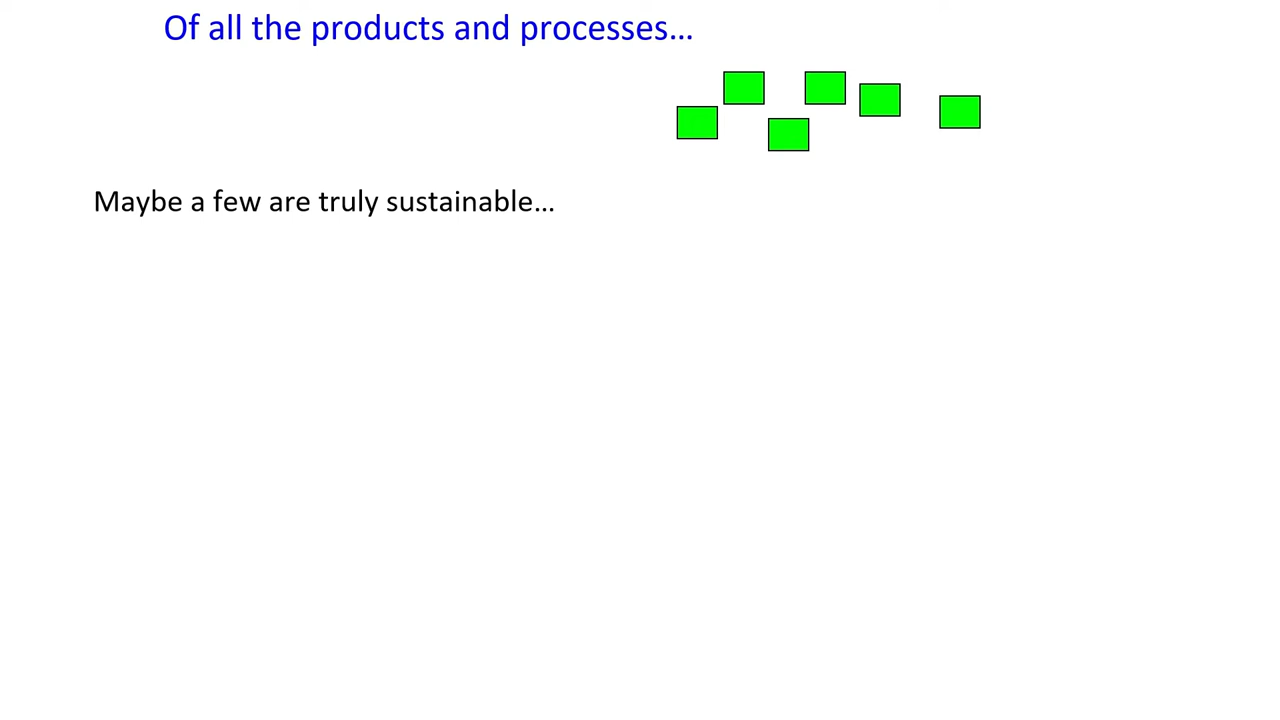 Of all the products and processes…
Maybe a few are truly sustainable…